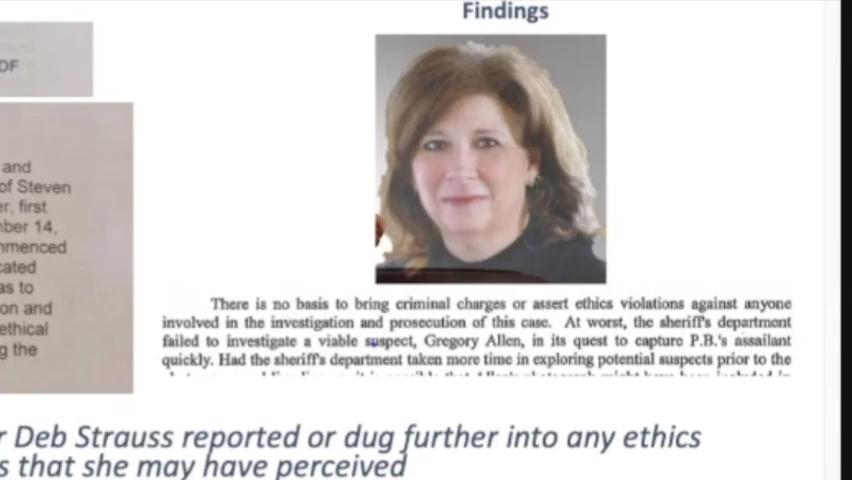 Findings
OF
and
of Steven
er, first
mber 14,
mmenced
cated
as to
on and
ethical
g the
There is no basis to bring criminal charges or assert ethics violations against anyone
involved in the investigation and prosecution of this case. At worst, the sheriff's department
failed to investigate a viable suspect, Gregory Allen, in its quest to capture P.B.'s assailant
quickly. Had the sheriff's department taken more time in exploring potential suspects prior to the
r Deb Strauss reported or dug further into any ethics
s that she may have perceived